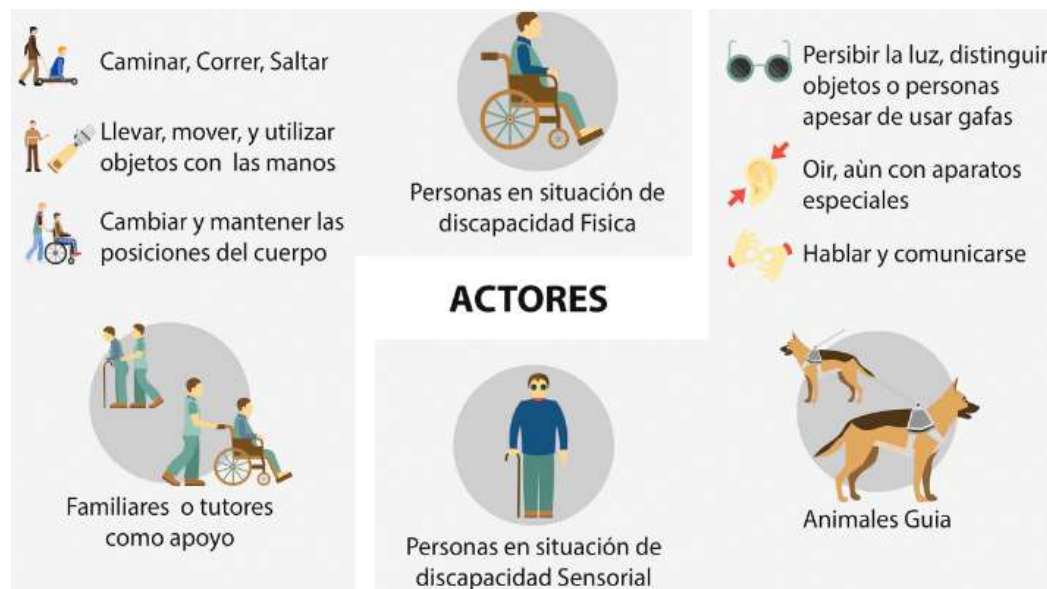 Caminar, Correr, Saltar
Llevar, mover, y utilizar
objetos con las manos
Cambiar y mantener las
posiciones del cuerpo
Familiares o tutores
como apoyo
Personas en situación de
discapacidad Fisica
ACTORES
Personas en situación de
discapacidad Sensorial
Persibir la luz, distinguir
objetos o personas
apesar de usar gafas
Oir, aùn con aparatos
especiales
Hablar y comunicarse
Animales Guia